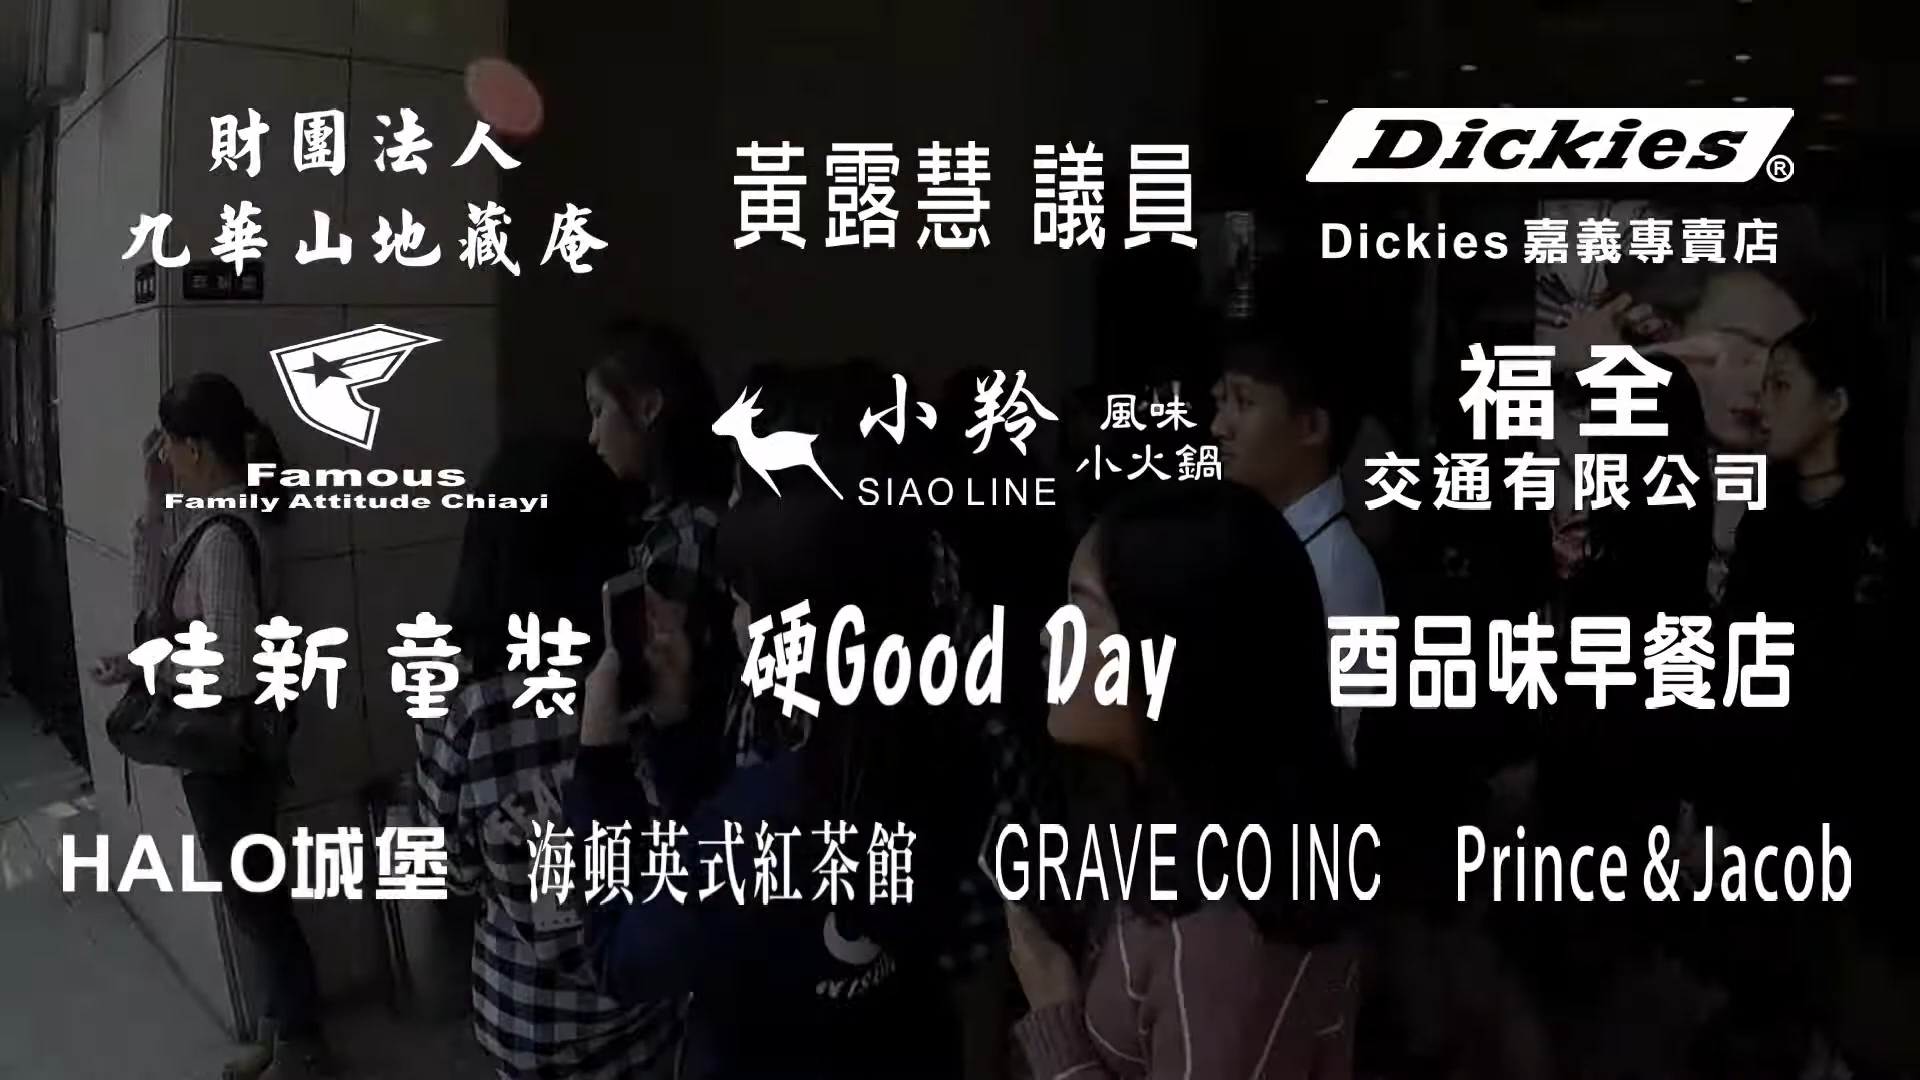 財團法人
九華山地藏庵
黃露慧 議員
Dickies®
Dickies 嘉義專賣店
Famous
Family Attitude Chiayi
小羚
SIAO LINE
風味
小火鍋
福全
交通有限公司
佳新童裝
硬Good Day
酉品味早餐店
HALO城堡
海頓英式紅茶館
GRAVE CO INC
Prince & Jacob